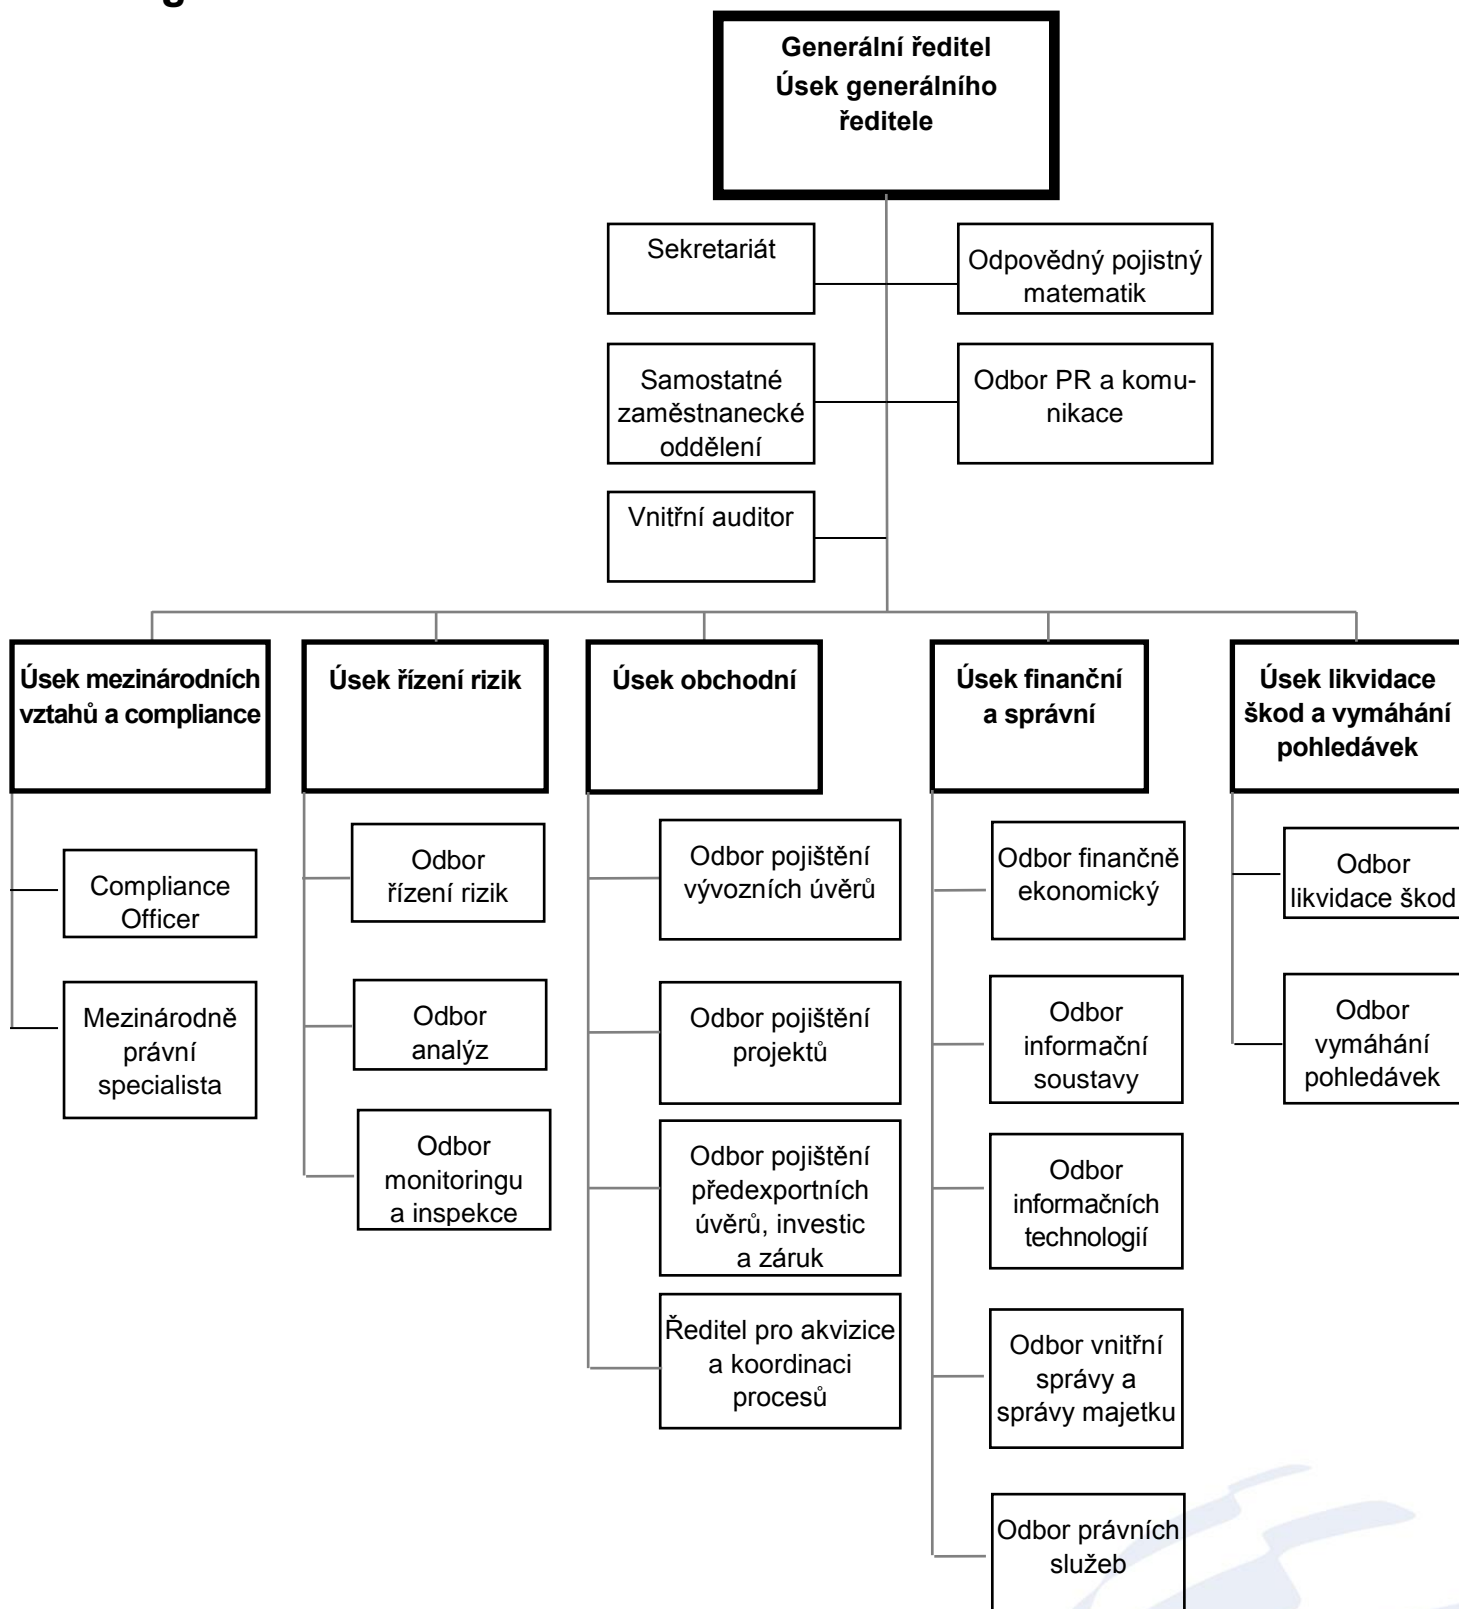 Generální ředitel
Úsek generálního
ředitele
Sekretariát
Odpovědný pojistný
matematik
Samostatné
zaměstnanecké
oddělení
Odbor PR a komu-
nikace
Vnitřní auditor
Úsek mezinárodních
vztahů a compliance
Úsek řízení rizik
Úsek obchodní
Úsek finanční
a správní
Úsek likvidace
škod a vymáhání
pohledávek
Compliance
Officer
Mezinárodně
právní
specialista
Odbor
řízení rizik
Odbor
analýz
Odbor
monitoringu
a inspekce
Odbor pojištění
vývozních úvěrů
Odbor pojištění
projektů
Odbor pojištění
předexportních
úvěrů, investic
a záruk
Ředitel pro akvizice
a koordinaci
procesů
Odbor finančně
ekonomický
Odbor
informační
soustavy
Odbor
informačních
technologií
Odbor vnitřní
správy a
správy majetku
Odbor právních
služeb
Odbor
likvidace škod
Odbor
vymáhání
pohledávek